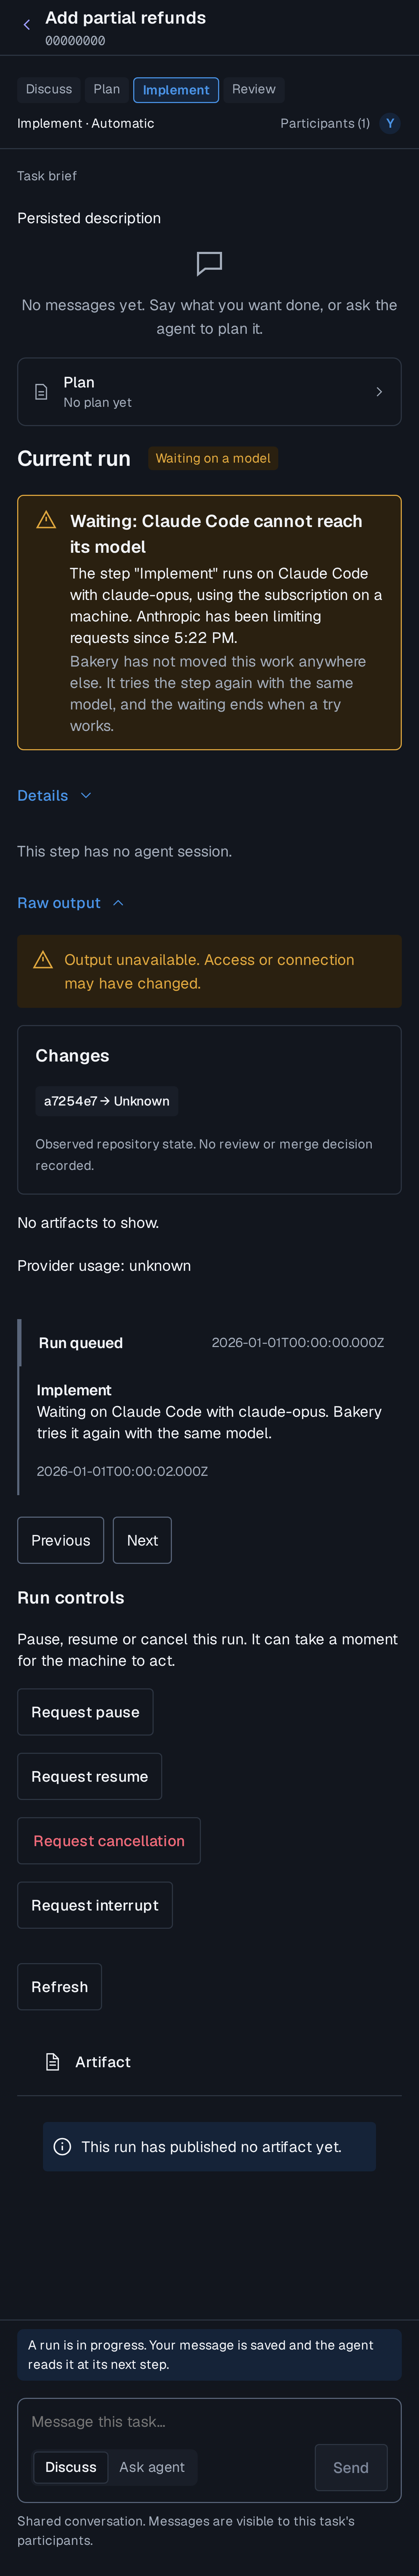 Add partial refunds
00000000
Discuss
Plan
Implement
Review
Implement · Automatic
Participants (1)
Y
Task brief
Persisted description
No messages yet. Say what you want done, or ask the
agent to plan it.
Plan
No plan yet
Current run
Waiting on a model
Waiting: Claude Code cannot reach
its model
The step "Implement" runs on Claude Code
with claude-opus, using the subscription on a
machine. Anthropic has been limiting
requests since 5:22 PM.
Bakery has not moved this work anywhere
else. It tries the step again with the same
model, and the waiting ends when a try
works.
Details
This step has no agent session.
Raw output
Output unavailable. Access or connection
may have changed.
Changes
a7254e7 → Unknown
Observed repository state. No review or merge decision
recorded.
No artifacts to show.
Provider usage: unknown
Run queued
2026-01-01T00:00:00.000Z
Implement
Waiting on Claude Code with claude-opus. Bakery
tries it again with the same model.
2026-01-01T00:00:02.000Z
Previous
Next
Run controls
Pause, resume or cancel this run. It can take a moment
for the machine to act.
Request pause
Request resume
Request cancellation
Request interrupt
Refresh
Artifact
This run has published no artifact yet.
A run is in progress. Your message is saved and the agent
reads it at its next step.
Message this task...
Discuss
Ask agent
Send
Shared conversation. Messages are visible to this task's
participants.